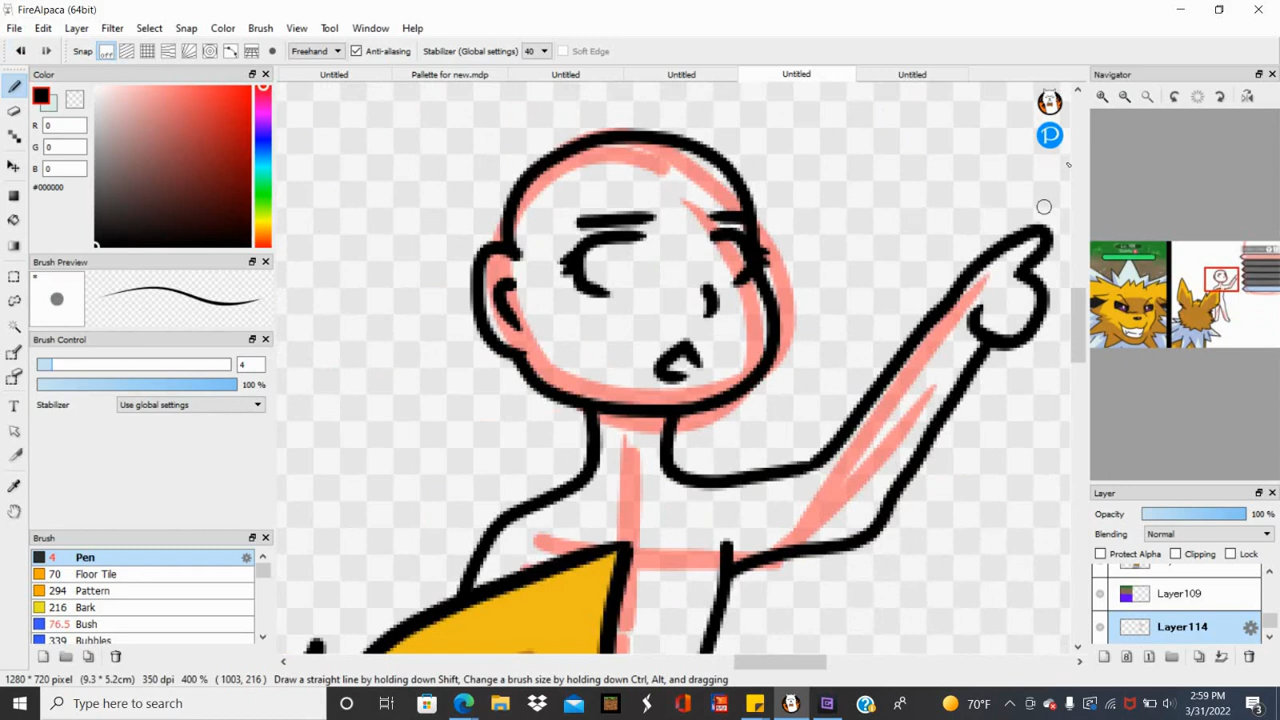 FireAlpaca (64bit)
File Edit Layer Filter Select Snap Color Brush View Tool Window Help
Snap off Freehand Anti-aliasing Stabilizer (Global settings) 40 Soft Edge
Color
Untitled Pallette for new.mdp Untitled Untitled Untitled Untitled
Navigator
R 0
G 0
B 0
#000000
Brush Preview
Brush Control
4
100 %
Stabilizer Use global settings
Layer
Opacity 100 %
Blending Normal
Protect Alpha Clipping Lock
Layer109
Layer114
Brush
4 Pen
70 Floor Tile
294 Pattern
216 Bark
76.5 Bush
339 Bubbles
1280 * 720 pixel (9.3 * 5.2cm) 350 dpi 400 % ( 1003, 216 ) Draw a straight line by holding down Shift, Change a brush size by holding down Ctrl, Alt, and dragging
Type here to search
70°F
2:59 PM
3/31/2022
3